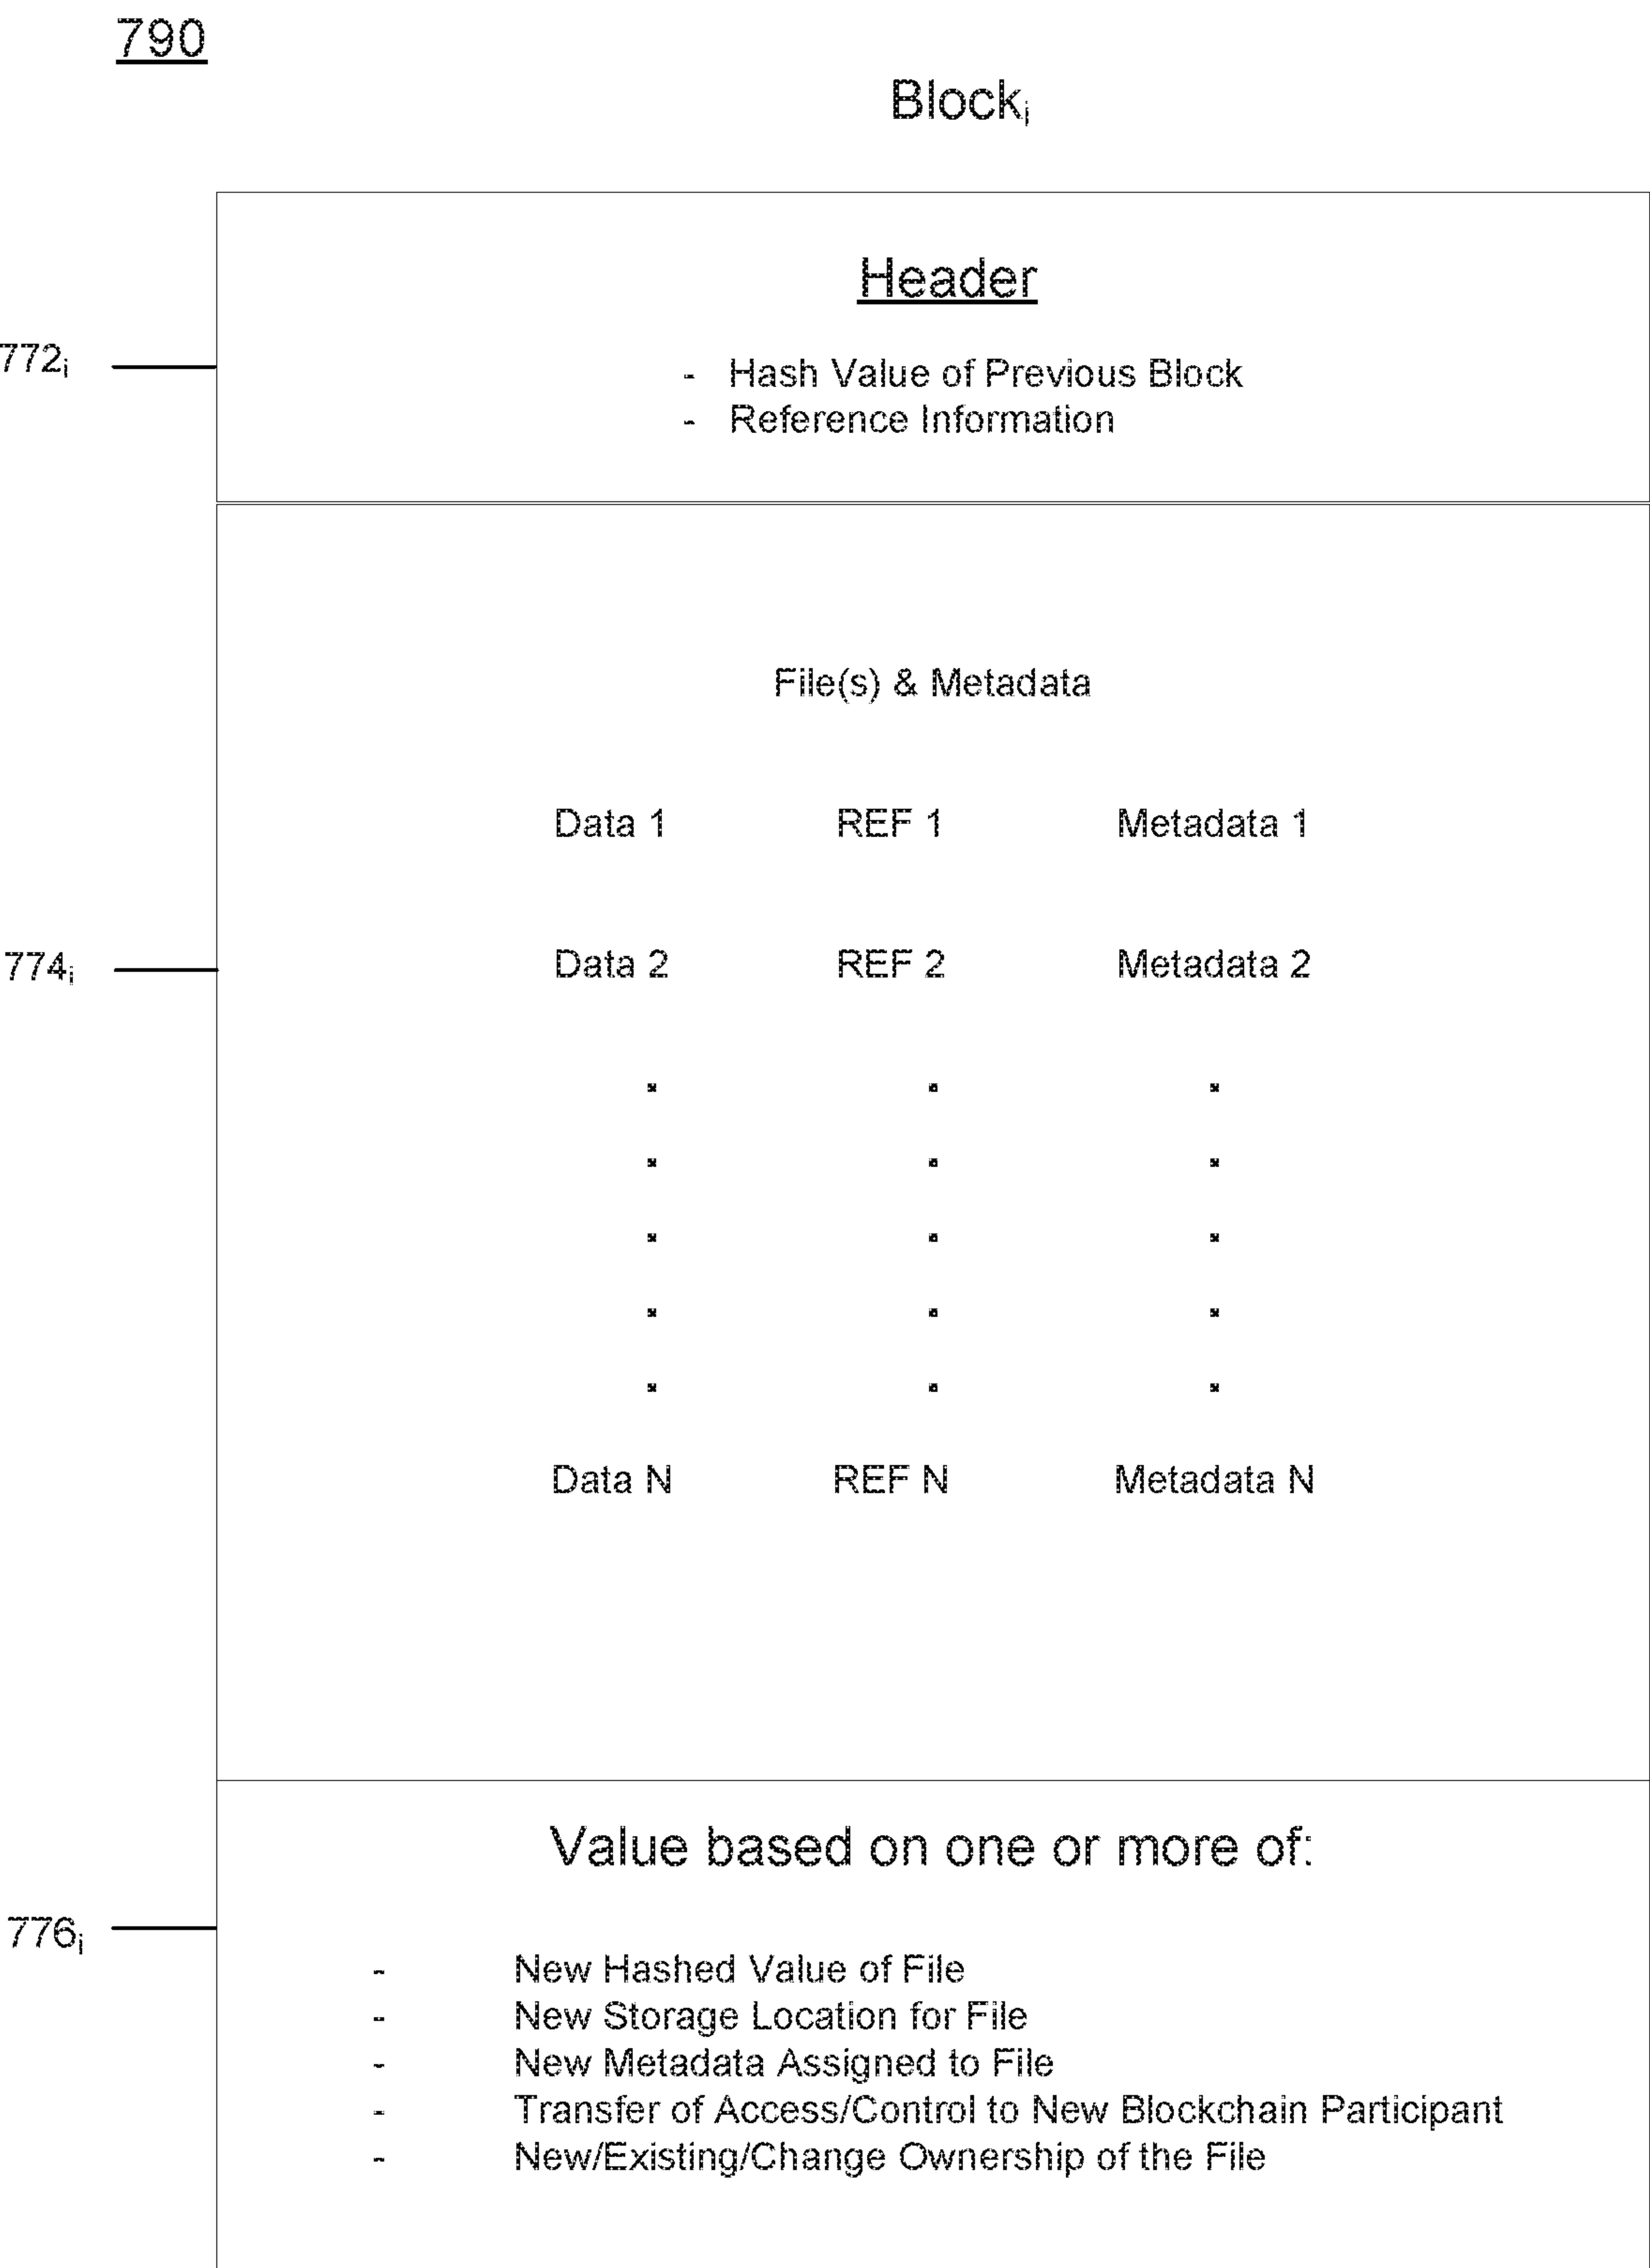 790
Blockᵢ
Header
772ᵢ
- Hash Value of Previous Block
- Reference Information
File(s) & Metadata
Data 1 REF 1 Metadata 1
774ᵢ
Data 2 REF 2 Metadata 2
. . .
. . .
. . .
. . .
. . .
Data N REF N Metadata N
Value based on one or more of:
776ᵢ
- New Hashed Value of File
- New Storage Location for File
- New Metadata Assigned to File
- Transfer of Access/Control to New Blockchain Participant
- New/Existing/Change Ownership of the File